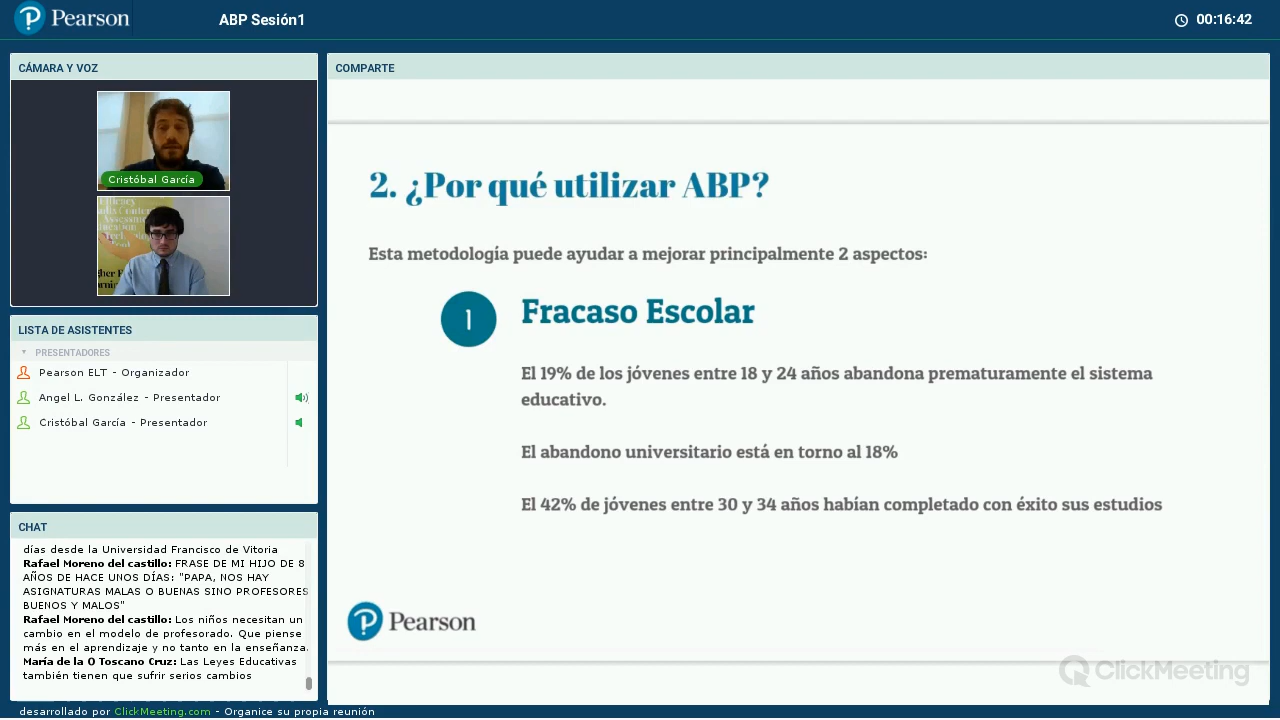 Pearson
ABP Sesión1
00:16:42
CÁMARA Y VOZ
Cristóbal García
LISTA DE ASISTENTES
PRESENTADORES
Pearson ELT - Organizador
Angel L. González - Presentador
Cristóbal García - Presentador
CHAT
días desde la Universidad Francisco de Vitoria
Rafael Moreno del castillo: FRASE DE MI HIJO DE 8
AÑOS DE HACE UNOS DÍAS: "PAPA, NOS HAY
ASIGNATURAS MALAS O BUENAS SINO PROFESORES
BUENOS Y MALOS"
Rafael Moreno del castillo: Los niños necesitan un
cambio en el modelo de profesorado. Que piense
más en el aprendizaje y no tanto en la enseñanza.
María de la O Toscano Cruz: Las Leyes Educativas
también tienen que sufrir serios cambios
desarrollado por ClickMeeting.com - Organice su propia reunión
COMPARTE
2. ¿Por qué utilizar ABP?
Esta metodología puede ayudar a mejorar principalmente 2 aspectos:
1
Fracaso Escolar
El 19% de los jóvenes entre 18 y 24 años abandona prematuramente el sistema
educativo.
El abandono universitario está en torno al 18%
El 42% de jóvenes entre 30 y 34 años habían completado con éxito sus estudios
Pearson
ClickMeeting